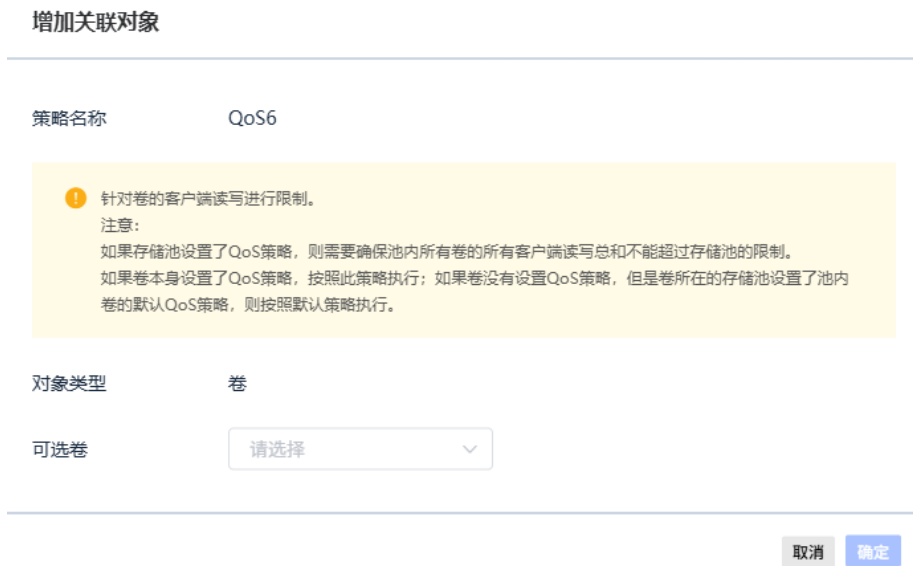 增加关联对象
策略名称 QoS6
针对卷的客户端读写进行限制。
注意：
如果存储池设置了QoS策略，则需要确保池内所有卷的所有客户端读写总和不能超过存储池的限制。
如果卷本身设置了QoS策略，按照此策略执行；如果卷没有设置QoS策略，但是卷所在的存储池设置了池内
卷的默认QoS策略，则按照默认策略执行。
对象类型 卷
可选卷 请选择
取消 确定